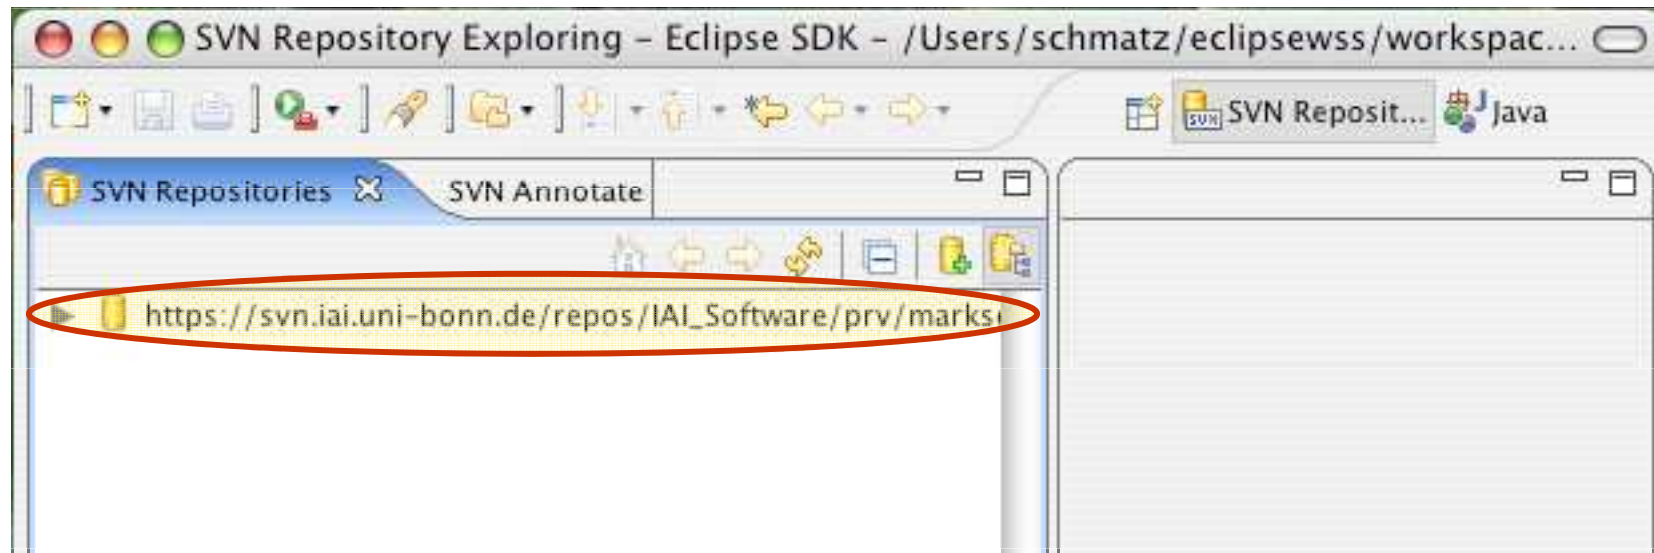 SVN Repository Exploring – Eclipse SDK – /Users/schmatz/eclipsewss/workspac...
SVN Reposit... Java
SVN Repositories SVN Annotate
https://svn.iai.uni-bonn.de/repos/IAI_Software/prv/marks